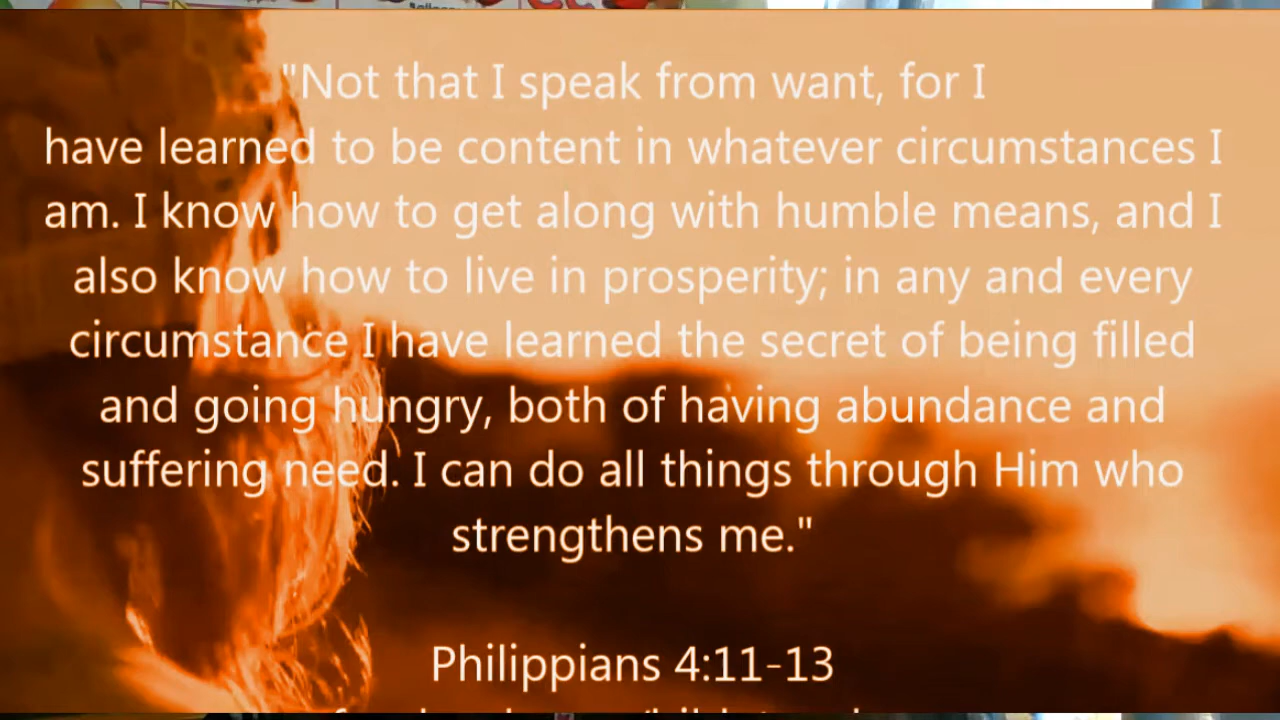 "Not that I speak from want, for I
have learned to be content in whatever circumstances I
am. I know how to get along with humble means, and I
also know how to live in prosperity; in any and every
circumstance I have learned the secret of being filled
and going hungry, both of having abundance and
suffering need. I can do all things through Him who
strengthens me."
Philippians 4:11-13